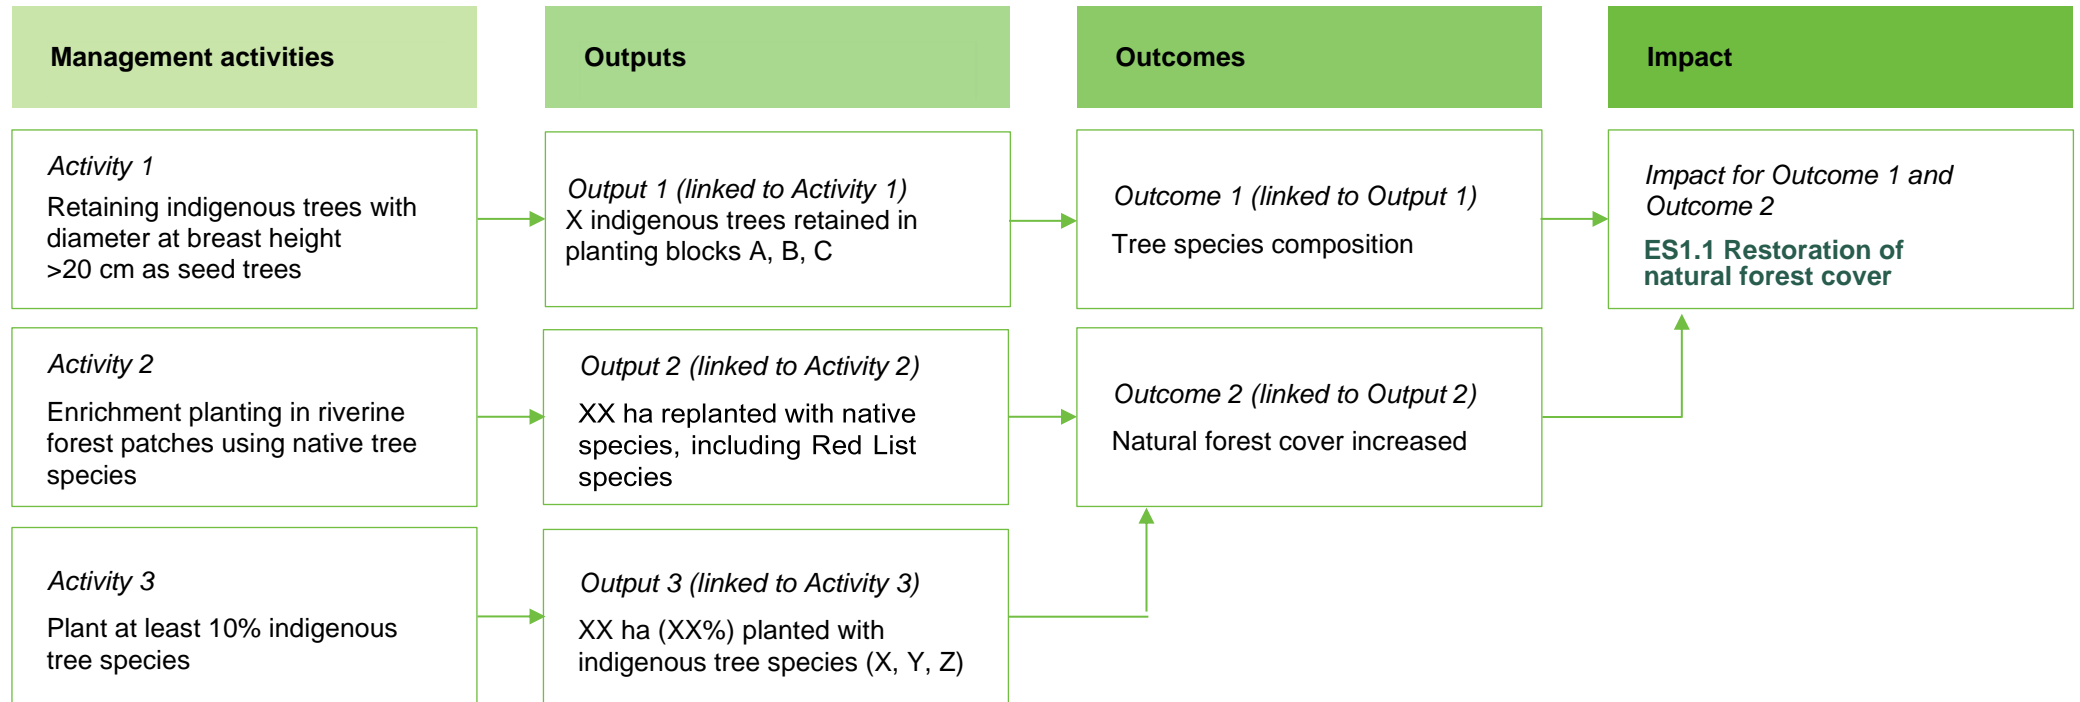 Management activities
Outputs
Outcomes
Impact
Activity 1
Retaining indigenous trees with
diameter at breast height
>20 cm as seed trees
Output 1 (linked to Activity 1)
X indigenous trees retained in
planting blocks A, B, C
Outcome 1 (linked to Output 1)
Tree species composition
Impact for Outcome 1 and
Outcome 2
ES1.1 Restoration of
natural forest cover
Activity 2
Enrichment planting in riverine
forest patches using native tree
species
Output 2 (linked to Activity 2)
XX ha replanted with native
species, including Red List
species
Outcome 2 (linked to Output 2)
Natural forest cover increased
Activity 3
Plant at least 10% indigenous
tree species
Output 3 (linked to Activity 3)
XX ha (XX%) planted with
indigenous tree species (X, Y, Z)